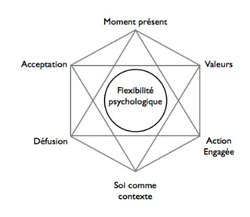 Moment présent
Acceptation
Valeurs
Flexibilité
psychologique
Défusion
Action
Engagée
Soi comme
contexte